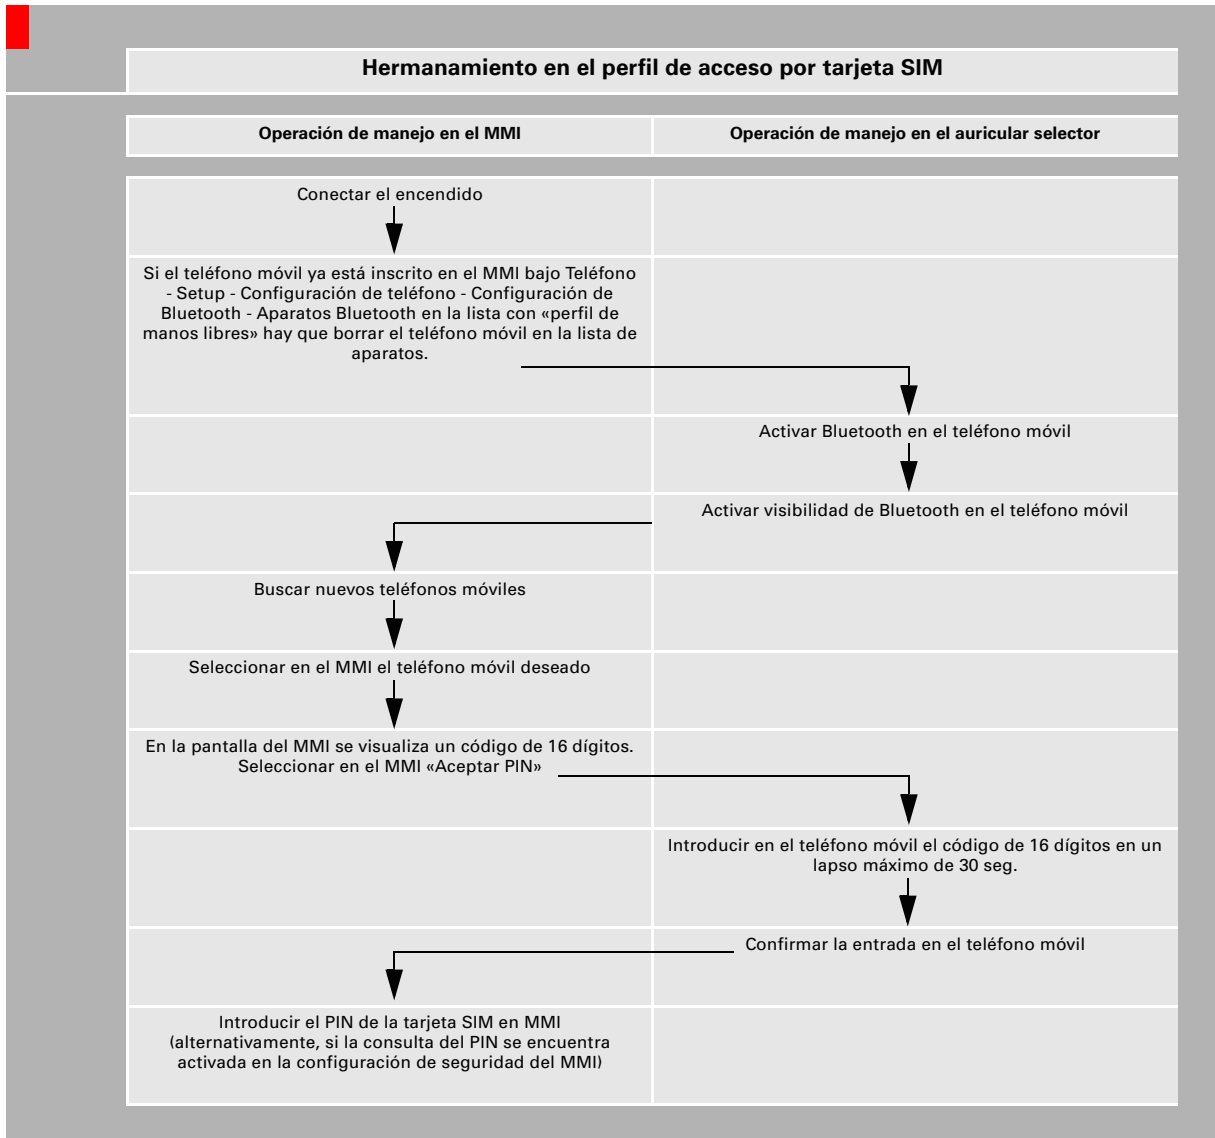 Hermanamiento en el perfil de acceso por tarjeta SIM
Operación de manejo en el MMI
Operación de manejo en el auricular selector
Conectar el encendido
Si el teléfono móvil ya está inscrito en el MMI bajo Teléfono
- Setup - Configuración de teléfono - Configuración de
Bluetooth - Aparatos Bluetooth en la lista con «perfil de
manos libres» hay que borrar el teléfono móvil en la lista de
aparatos.
Activar Bluetooth en el teléfono móvil
Activar visibilidad de Bluetooth en el teléfono móvil
Buscar nuevos teléfonos móviles
Seleccionar en el MMI el teléfono móvil deseado
En la pantalla del MMI se visualiza un código de 16 dígitos.
Seleccionar en el MMI «Aceptar PIN»
Introducir en el teléfono móvil el código de 16 dígitos en un
lapso máximo de 30 seg.
Confirmar la entrada en el teléfono móvil
Introducir el PIN de la tarjeta SIM en MMI
(alternativamente, si la consulta del PIN se encuentra
activada en la configuración de seguridad del MMI)